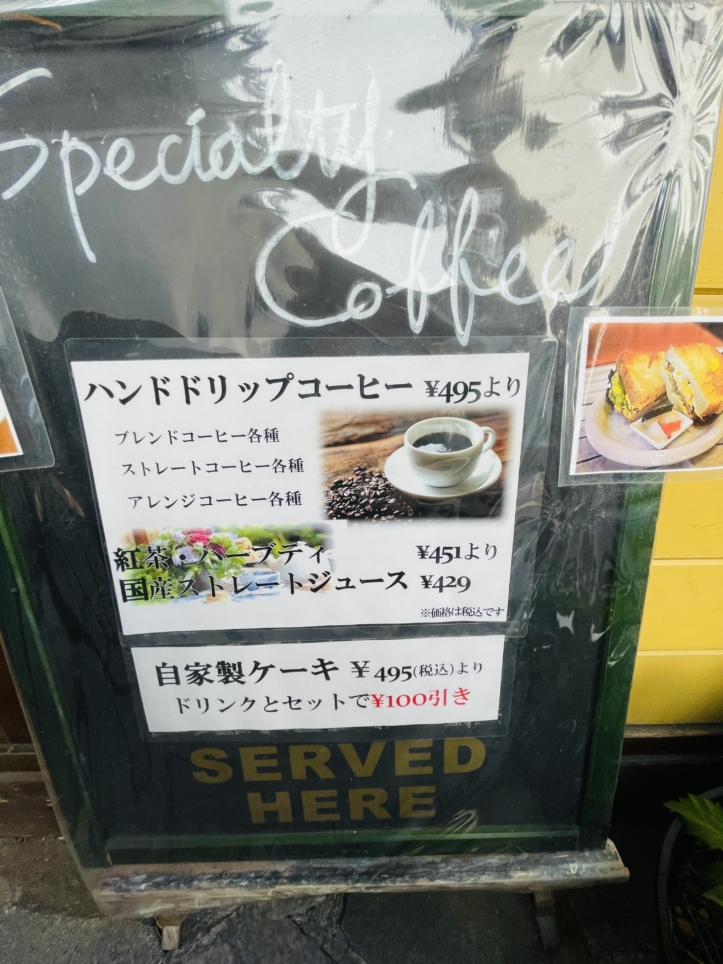 Specialty
Coffee
ハンドドリップコーヒー ¥495より
ブレンドコーヒー各種
ストレートコーヒー各種
アレンジコーヒー各種
紅茶・ハーブティ ¥451より
国産ストレートジュース ¥429
※価格は税込です
自家製ケーキ ¥495(税込)より
ドリンクとセットで¥100引き
SERVED
HERE